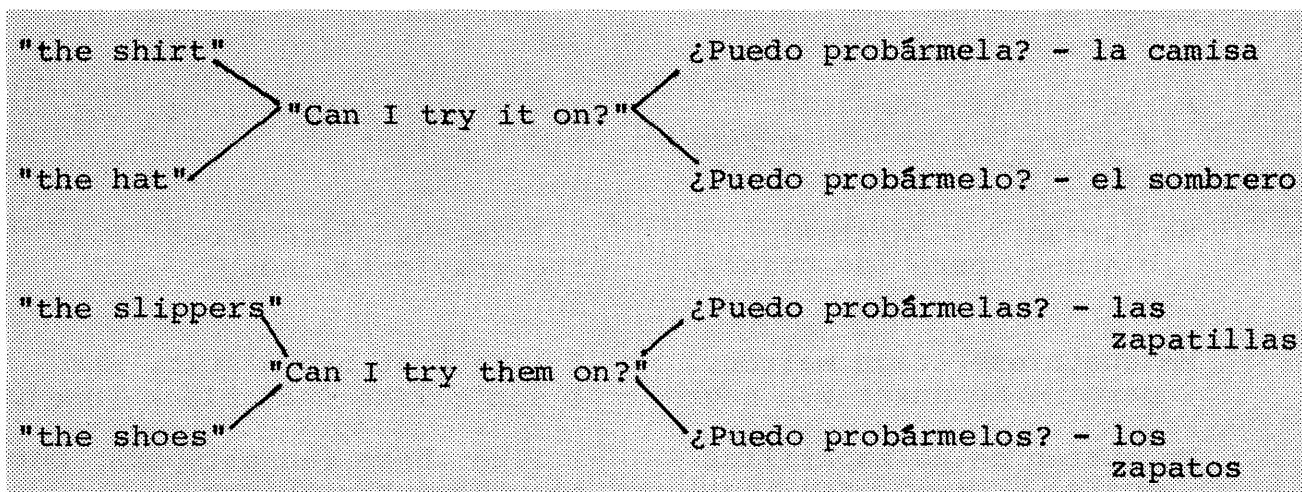 "the shirt" ¿Puedo probármela? - la camisa
"Can I try it on?"
"the hat" ¿Puedo probármelo? - el sombrero
"the slippers" ¿Puedo probármelas? - las
zapatillas
"Can I try them on?"
"the shoes" ¿Puedo probármelos? - los
zapatos